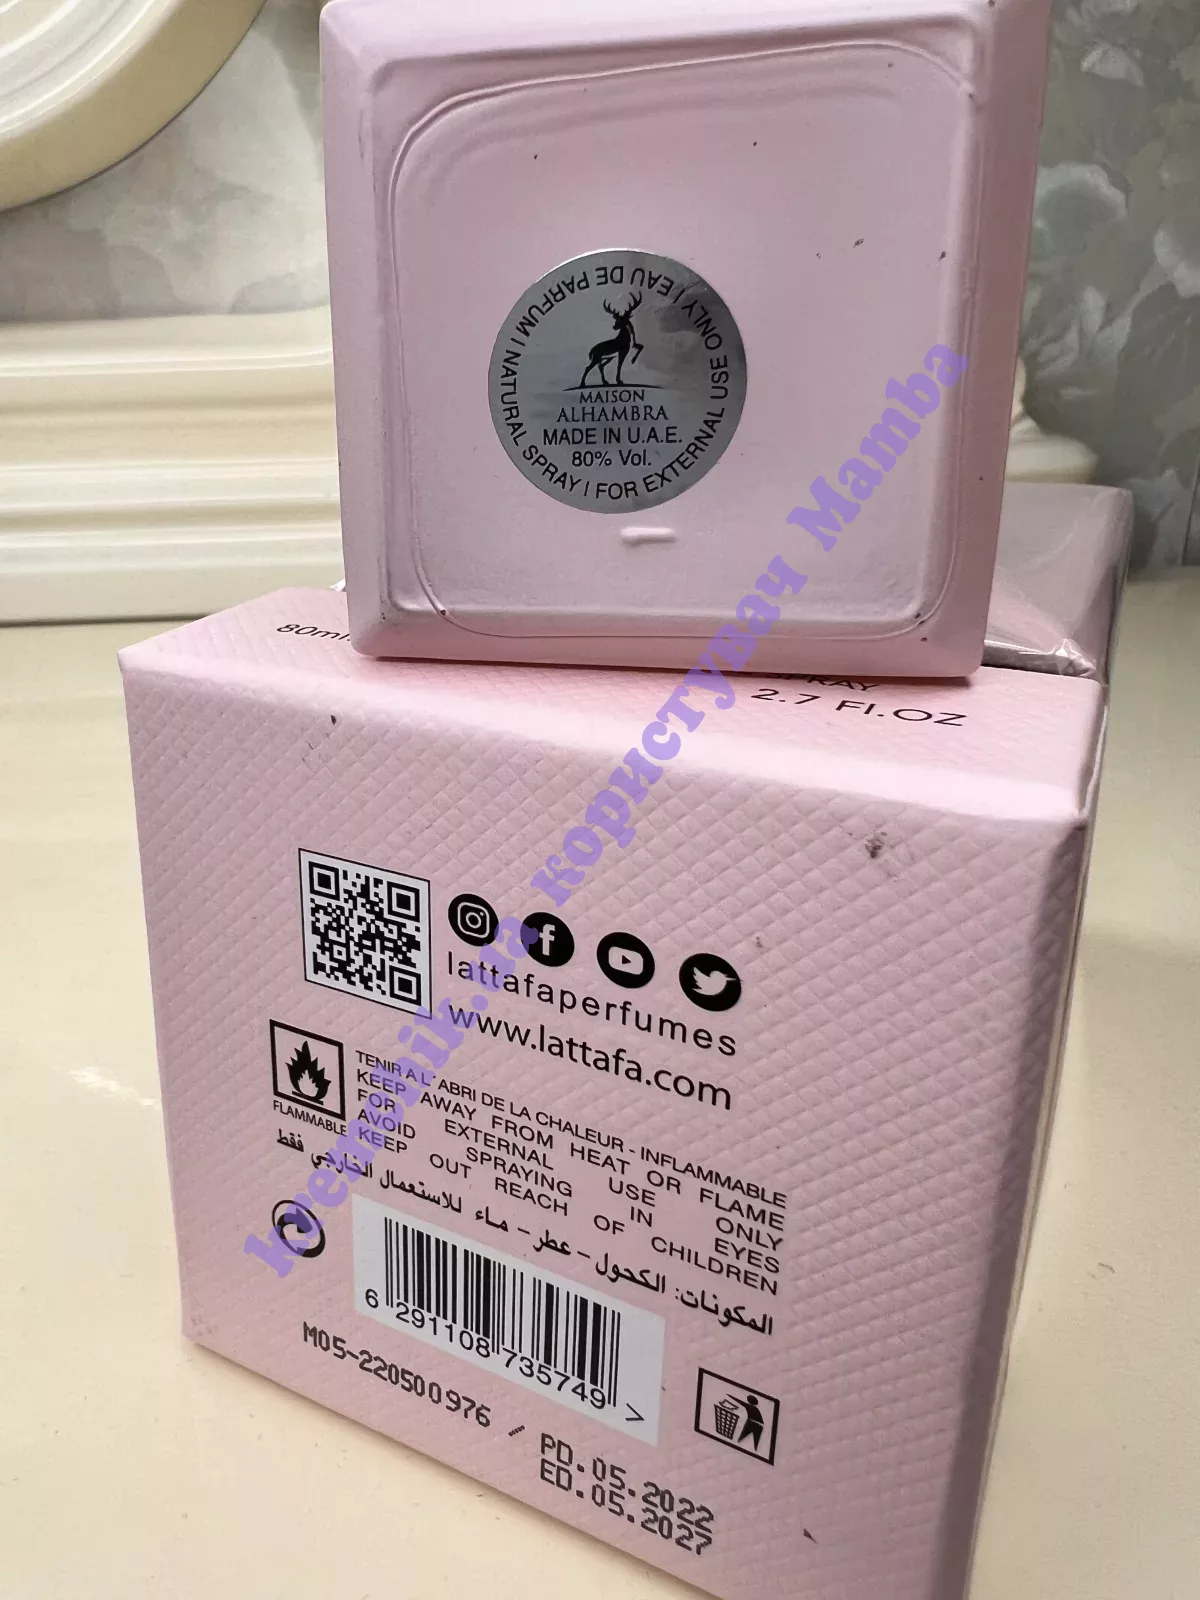 EAU DE PARFUM | NATURAL SPRAY | FOR EXTERNAL USE ONLY |
MAISON
ALHAMBRA
MADE IN U.A.E.
80% Vol.
80ml.
SPRAY
2.7 Fl.OZ
lattafaperfumes
www.lattafa.com
FLAMMABLE
TENIR A L'ABRI DE LA CHALEUR - INFLAMMABLE
KEEP AWAY FROM HEAT OR FLAME
FOR EXTERNAL USE ONLY
AVOID SPRAYING IN EYES
KEEP OUT REACH OF CHILDREN
المكونات: الكحول - عطر - ماء للاستعمال الخارجي فقط
6 291108 735749 >
M05-220500976 / PD.05.2022
ED.05.2027
kremchik.ua користувач Mamba